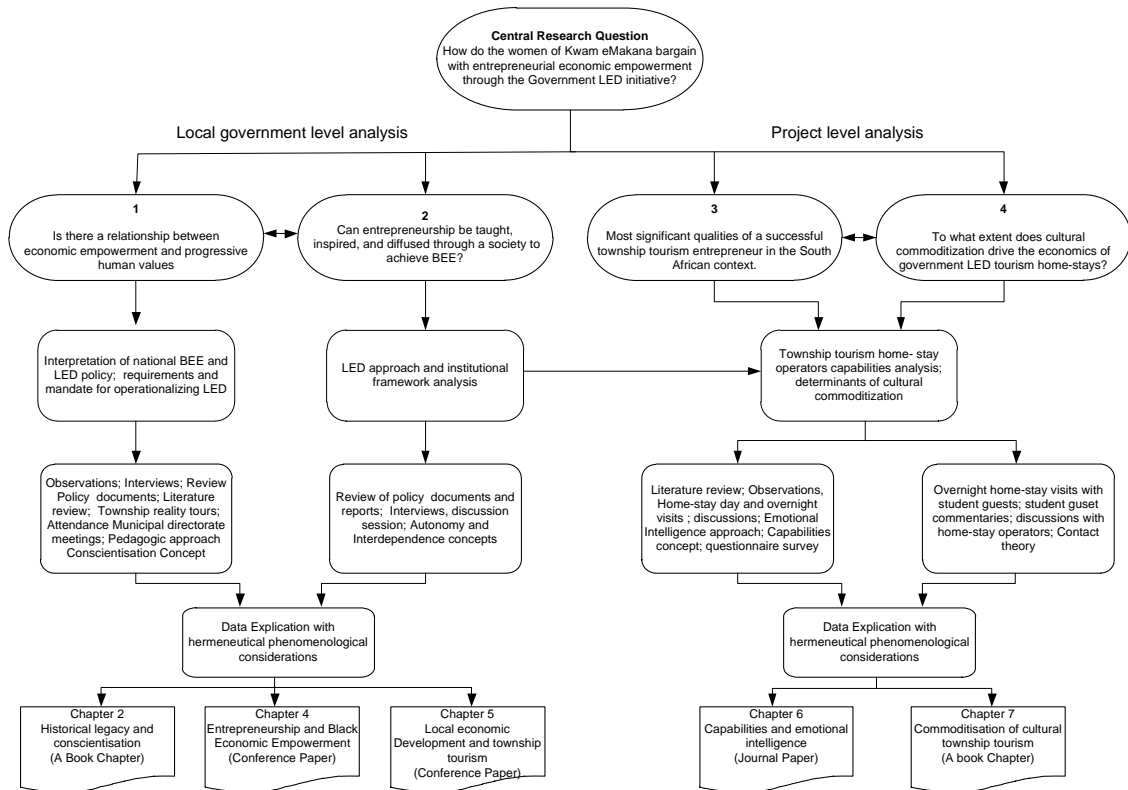 Central Research Question
How do the women of Kwam eMakana bargain
with entrepreneurial economic empowerment
through the Government LED initiative?
Local government level analysis
Project level analysis
1
Is there a relationship between
economic empowerment and progressive
human values
2
Can entrepreneurship be taught,
inspired, and diffused through a society to
achieve BEE?
3
Most significant qualities of a successful
township tourism entrepreneur in the South
African context.
4
To what extent does cultural
commoditization drive the economics of
government LED tourism home-stays?
Interpretation of national BEE and
LED policy; requirements and
mandate for operationalizing LED
LED approach and institutional
framework analysis
Township tourism home- stay
operators capabilities analysis;
determinants of cultural
commoditization
Observations; Interviews; Review
Policy documents; Literature
review; Township reality tours;
Attendance Municipal directorate
meetings; Pedagogic approach
Conscientisation Concept
Review of policy documents and
reports; Interviews, discussion
session; Autonomy and
Interdependence concepts
Literature review; Observations,
Home-stay day and overnight
visits ; discussions; Emotional
Intelligence approach; Capabilities
concept; questionnaire survey
Overnight home-stay visits with
student guests; student guset
commentaries; discussions with
home-stay operators; Contact
theory
Data Explication with
hermeneutical phenomenological
considerations
Data Explication with
hermeneutical phenomenological
considerations
Chapter 2
Historical legacy and
conscientisation
(A Book Chapter)
Chapter 4
Entrepreneurship and Black
Economic Empowerment
(Conference Paper)
Chapter 5
Local economic
Development and township
tourism
(Conference Paper)
Chapter 6
Capabilities and emotional
intelligence
(Journal Paper)
Chapter 7
Commoditisation of cultural
township tourism
(A book Chapter)